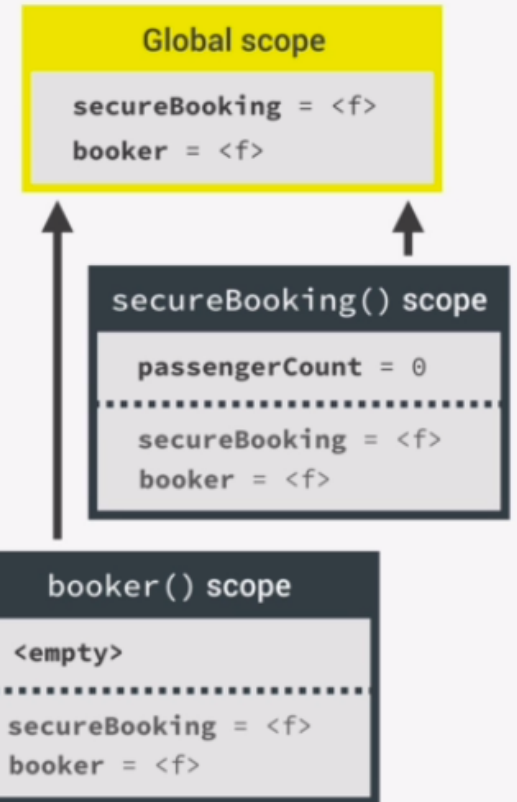 Global scope
secureBooking = <f>
booker = <f>
secureBooking() scope
passengerCount = 0
secureBooking = <f>
booker = <f>
booker() scope
<empty>
secureBooking = <f>
booker = <f>